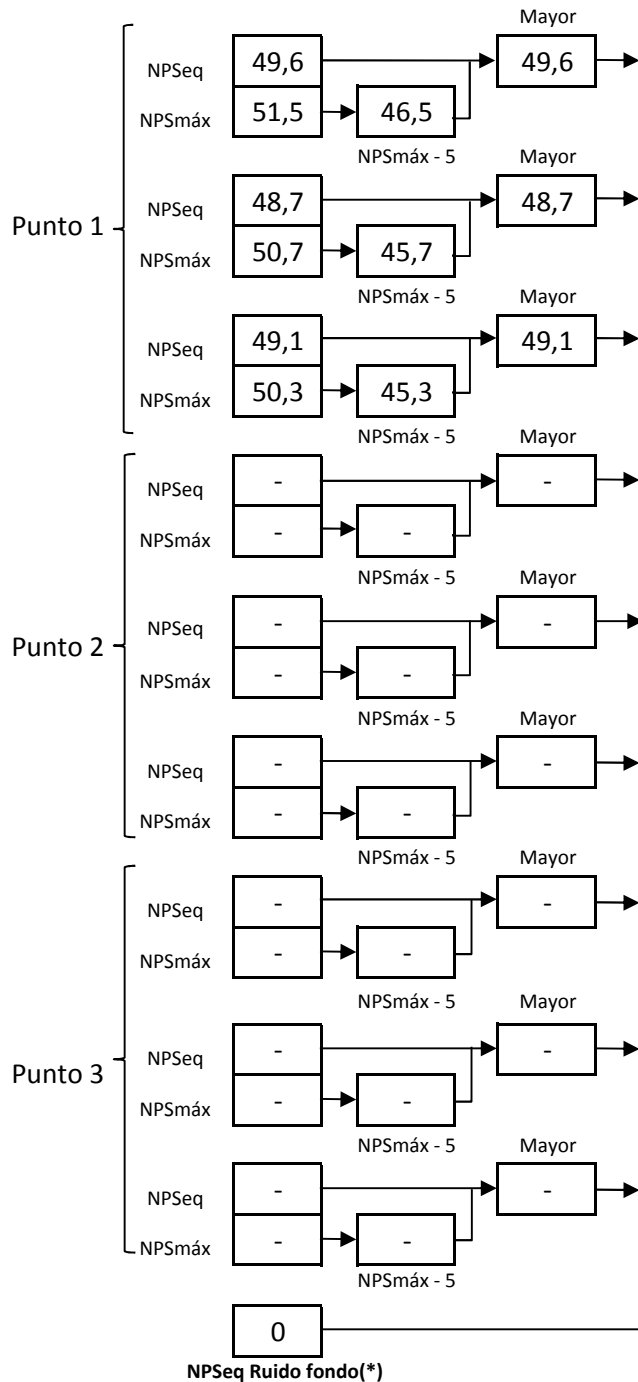 Mayor
NPSeq 49,6 49,6
NPSmáx 51,5 46,5
NPSmáx - 5 Mayor
Punto 1 NPSeq 48,7 48,7
NPSmáx 50,7 45,7
NPSmáx - 5 Mayor
NPSeq 49,1 49,1
NPSmáx 50,3 45,3
NPSmáx - 5 Mayor
NPSeq - -
NPSmáx - -
NPSmáx - 5 Mayor
Punto 2 NPSeq - -
NPSmáx - -
NPSmáx - 5 Mayor
NPSeq - -
NPSmáx - -
NPSmáx - 5 Mayor
NPSeq - -
NPSmáx - -
NPSmáx - 5 Mayor
Punto 3 NPSeq - -
NPSmáx - -
NPSmáx - 5 Mayor
NPSeq - -
NPSmáx - -
NPSmáx - 5
0
NPSeq Ruido fondo(*)